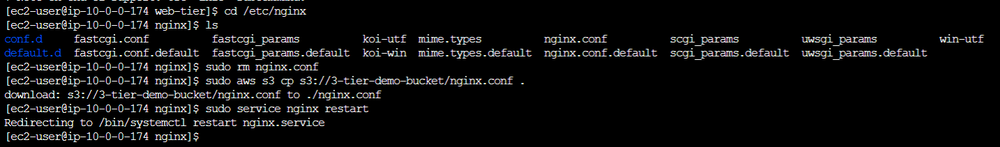 [ec2-user@ip-10-0-0-174 web-tier]$ cd /etc/nginx
[ec2-user@ip-10-0-0-174 nginx]$ ls
conf.d fastcgi.conf fastcgi_params koi-utf mime.types nginx.conf scgi_params uwsgi_params win-utf
default.d fastcgi.conf.default fastcgi_params.default koi-win mime.types.default nginx.conf.default scgi_params.default uwsgi_params.default
[ec2-user@ip-10-0-0-174 nginx]$ sudo rm nginx.conf
[ec2-user@ip-10-0-0-174 nginx]$ sudo aws s3 cp s3://3-tier-demo-bucket/nginx.conf .
download: s3://3-tier-demo-bucket/nginx.conf to ./nginx.conf
[ec2-user@ip-10-0-0-174 nginx]$ sudo service nginx restart
Redirecting to /bin/systemctl restart nginx.service
[ec2-user@ip-10-0-0-174 nginx]$